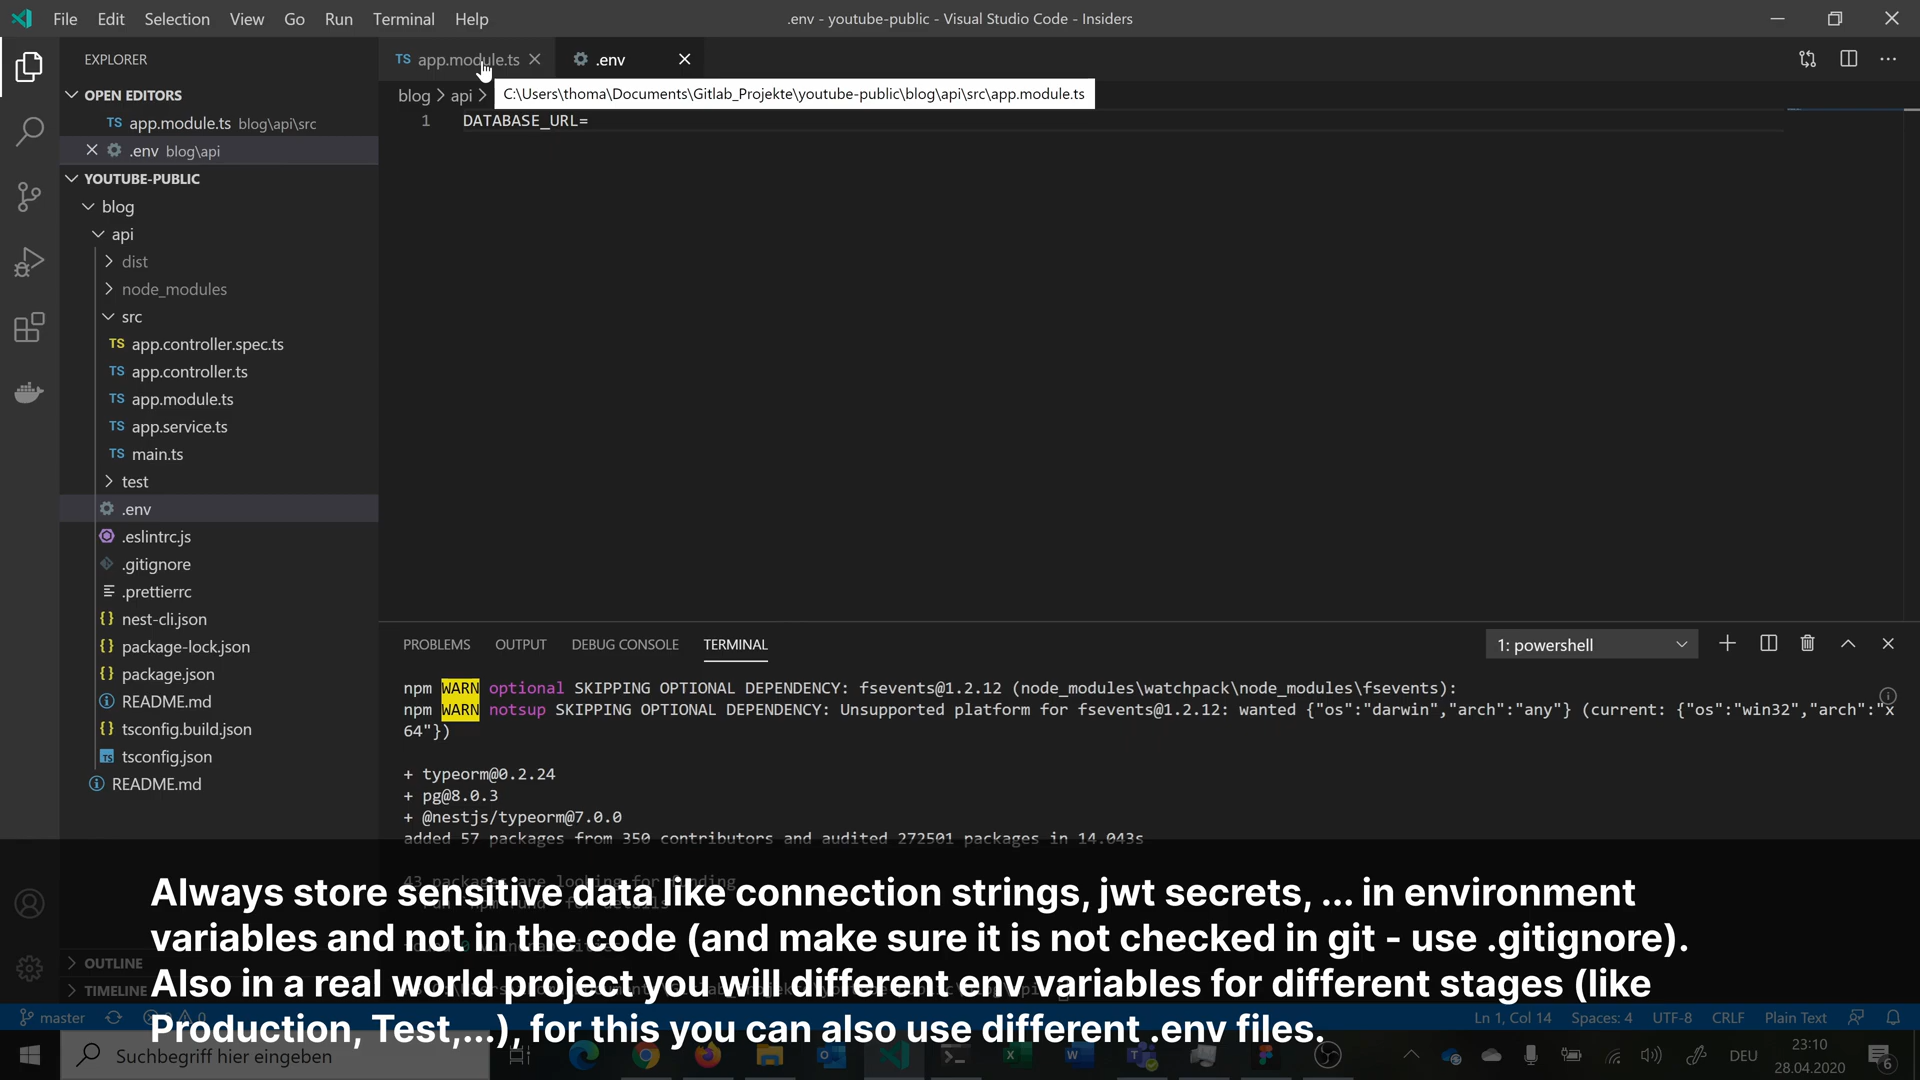 File Edit Selection View Go Run Terminal Help
.env - youtube-public - Visual Studio Code - Insiders
EXPLORER
TS app.module.ts
.env
OPEN EDITORS
blog > api >
C:\Users\thoma\Documents\Gitlab_Projekte\youtube-public\blog\api\src\app.module.ts
TS app.module.ts blog\api\src
1 DATABASE_URL=
.env blog\api
YOUTUBE-PUBLIC
blog
api
dist
node_modules
src
TS app.controller.spec.ts
TS app.controller.ts
TS app.module.ts
TS app.service.ts
TS main.ts
test
.env
.eslintrc.js
.gitignore
.prettierrc
{} nest-cli.json
{} package-lock.json
{} package.json
README.md
{} tsconfig.build.json
TS tsconfig.json
README.md
PROBLEMS OUTPUT DEBUG CONSOLE TERMINAL
1: powershell
npm WARN optional SKIPPING OPTIONAL DEPENDENCY: fsevents@1.2.12 (node_modules\watchpack\node_modules\fsevents):
npm WARN notsup SKIPPING OPTIONAL DEPENDENCY: Unsupported platform for fsevents@1.2.12: wanted {"os":"darwin","arch":"any"} (current: {"os":"win32","arch":"x
64"})
+ typeorm@0.2.24
+ pg@8.0.3
+ @nestjs/typeorm@7.0.0
added 57 packages from 350 contributors and audited 272501 packages in 14.043s
43 packages are looking for funding
Always store sensitive data like connection strings, jwt secrets, ... in environment
variables and not in the code (and make sure it is not checked in git - use .gitignore).
Also in a real world project you will different env variables for different stages (like
Production, Test,...), for this you can also use different .env files.
OUTLINE
TIMELINE
master
Ln 1, Col 14 Spaces: 4 UTF-8 CRLF Plain Text
Suchbegriff hier eingeben
DEU
23:10
28.04.2020
6